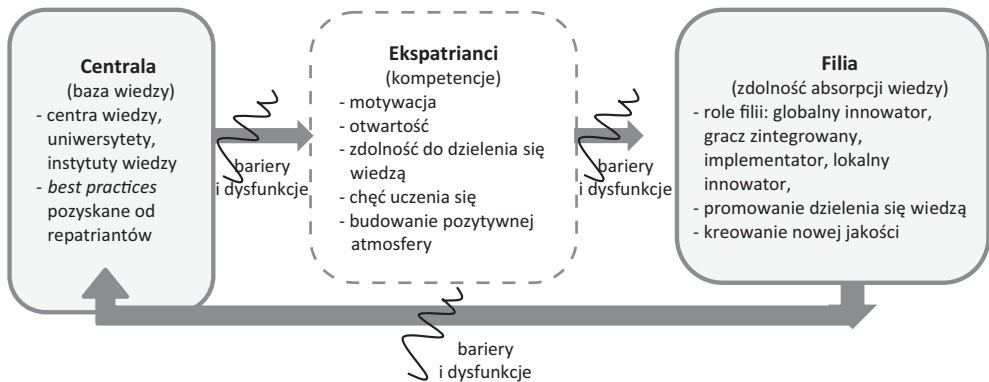 Centrala
(baza wiedzy)
- centra wiedzy,
uniwersytety,
instytuty wiedzy
- best practices
pozyskane od
repatriantów
bariery
i dysfunkcje
Ekspatrianci
(kompetencje)
- motywacja
- otwartość
- zdolność do dzielenia się
wiedzą
- chęć uczenia się
- budowanie pozytywnej
atmosfery
bariery
i dysfunkcje
Filia
(zdolność absorpcji wiedzy)
- role filii: globalny innowator,
gracz zintegrowany,
implementator, lokalny
innowator,
- promowanie dzielenia się wiedzą
- kreowanie nowej jakości
bariery
i dysfunkcje